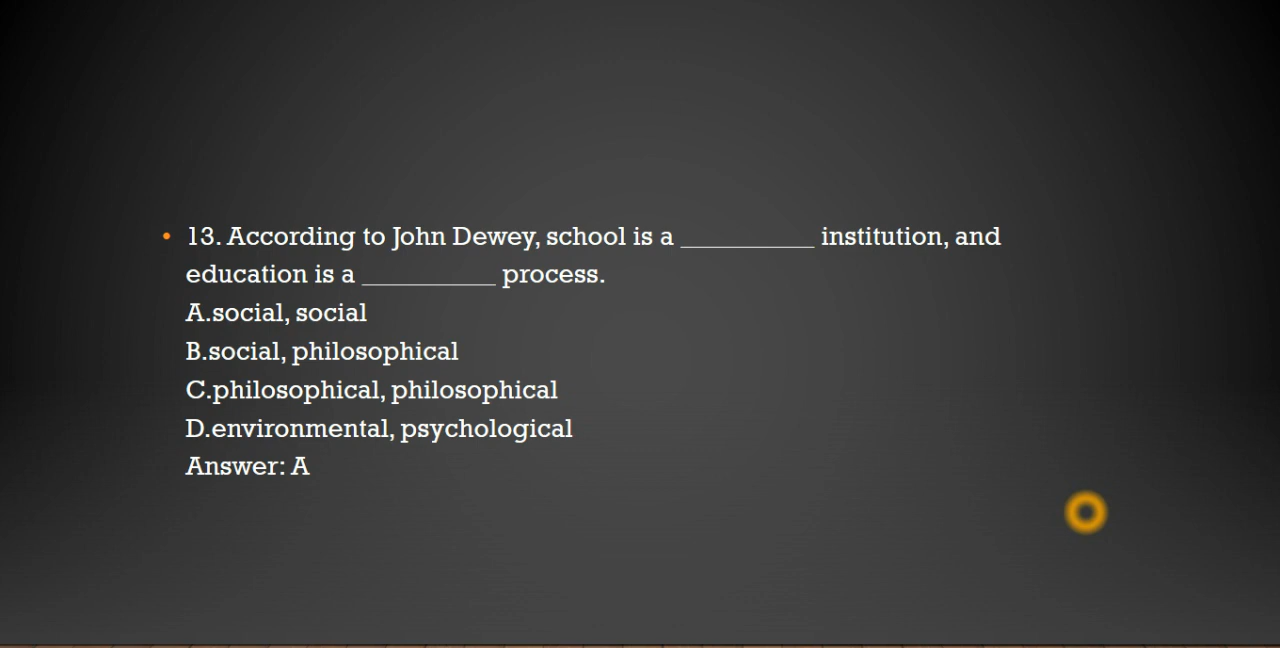 • 13. According to John Dewey, school is a __________ institution, and
education is a __________ process.
A.social, social
B.social, philosophical
C.philosophical, philosophical
D.environmental, psychological
Answer: A